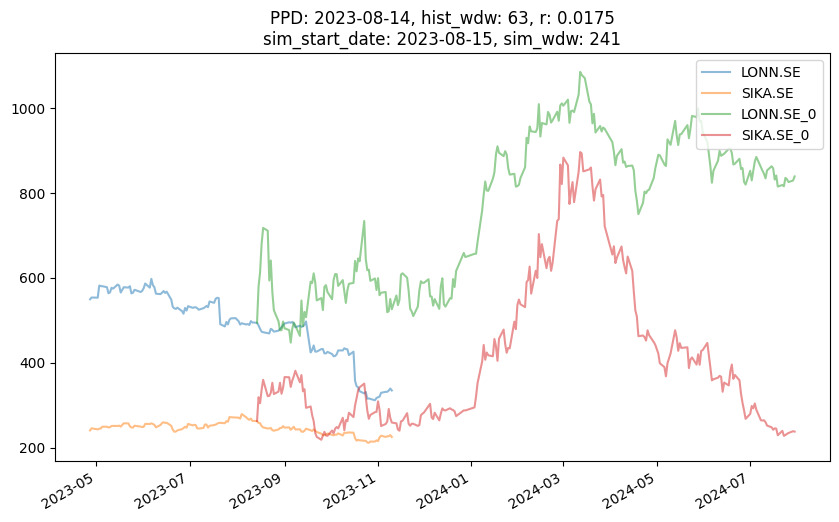 PPD: 2023-08-14, hist_wdw: 63, r: 0.0175
sim_start_date: 2023-08-15, sim_wdw: 241
LONN.SE
SIKA.SE
LONN.SE_0
SIKA.SE_0
1000
800
600
400
200
2023-05
2023-07
2023-09
2023-11
2024-01
2024-03
2024-05
2024-07